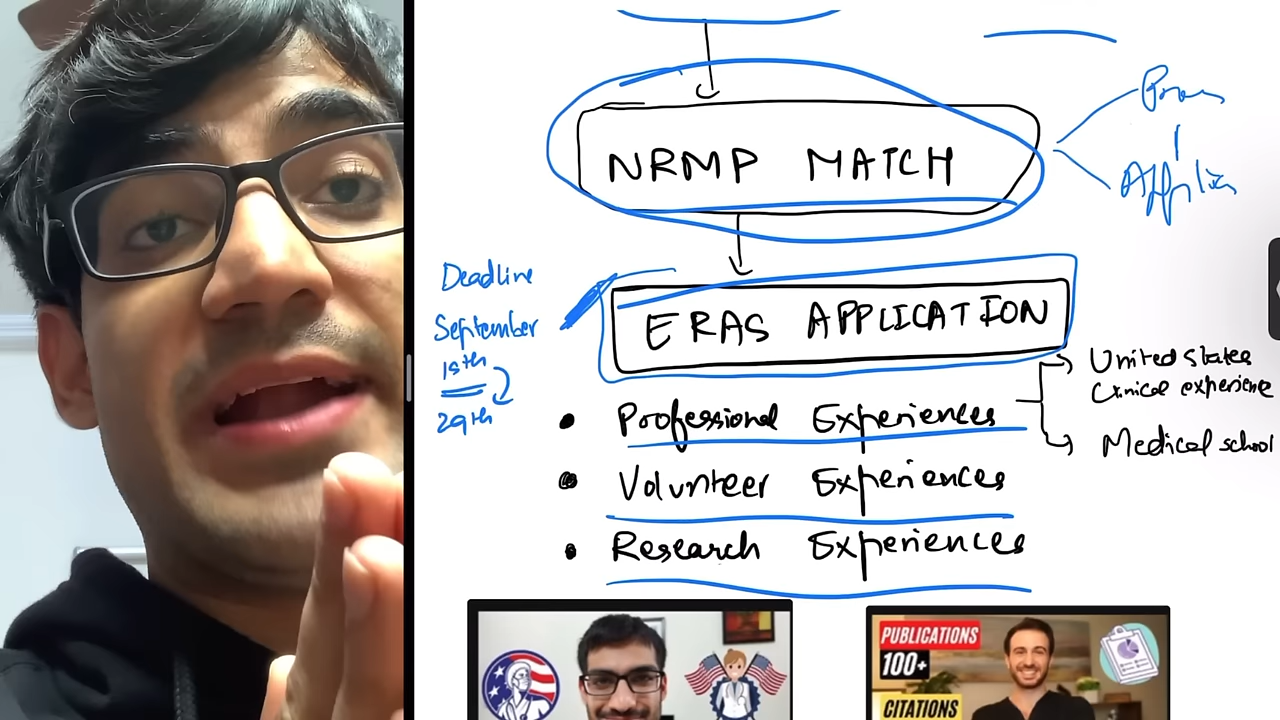 NRMP MATCH
Deadline
September
15th
29th
ERAS APPLICATION
United states
Clinical experience
Medical school
• Professional Experiences
• Volunteer Experiences
• Research Experiences
PUBLICATIONS
100+
CITATIONS